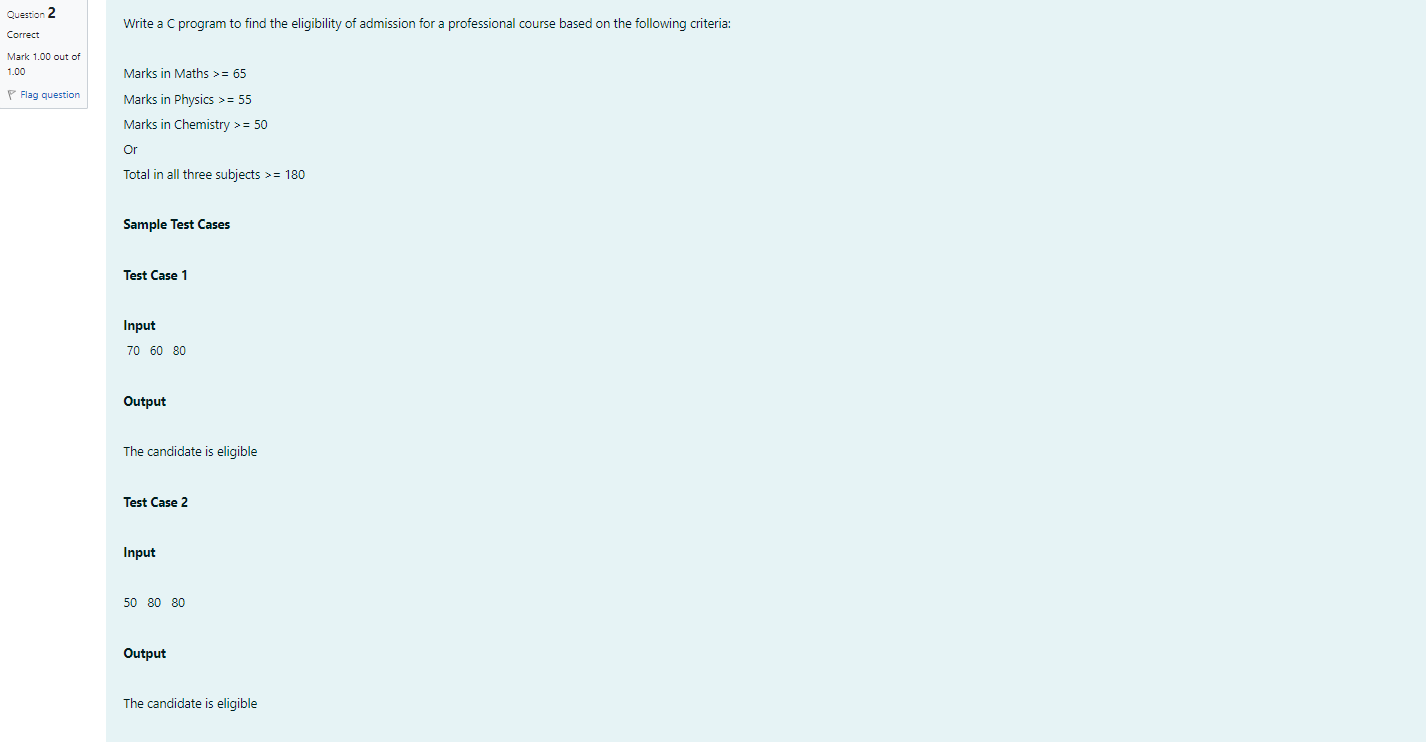 Question 2
Correct
Mark 1.00 out of
1.00
Flag question
Write a C program to find the eligibility of admission for a professional course based on the following criteria:
Marks in Maths >= 65
Marks in Physics >= 55
Marks in Chemistry >= 50
Or
Total in all three subjects >= 180
Sample Test Cases
Test Case 1
Input
70 60 80
Output
The candidate is eligible
Test Case 2
Input
50 80 80
Output
The candidate is eligible